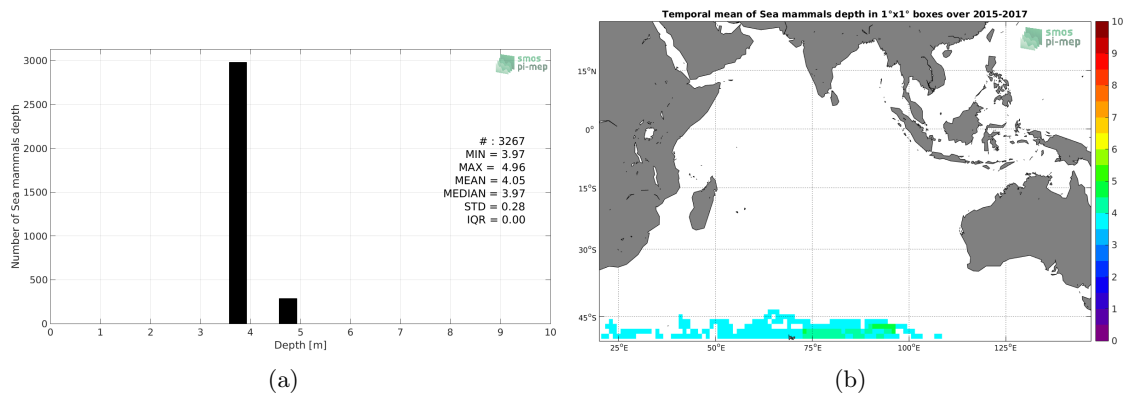 smos
pi-mep
3000
2500
2000
1500
1000
500
0
Number of Sea mammals depth
# : 3267
MIN = 3.97
MAX = 4.96
MEAN = 4.05
MEDIAN = 3.97
STD = 0.28
IQR = 0.00
0 1 2 3 4 5 6 7 8 9 10
Depth [m]
(a)
Temporal mean of Sea mammals depth in 1°x1° boxes over 2015-2017
smos
pi-mep
15°N
0°
15°S
30°S
45°S
25°E 50°E 75°E 100°E 125°E
10
9
8
7
6
5
4
3
2
1
0
(b)